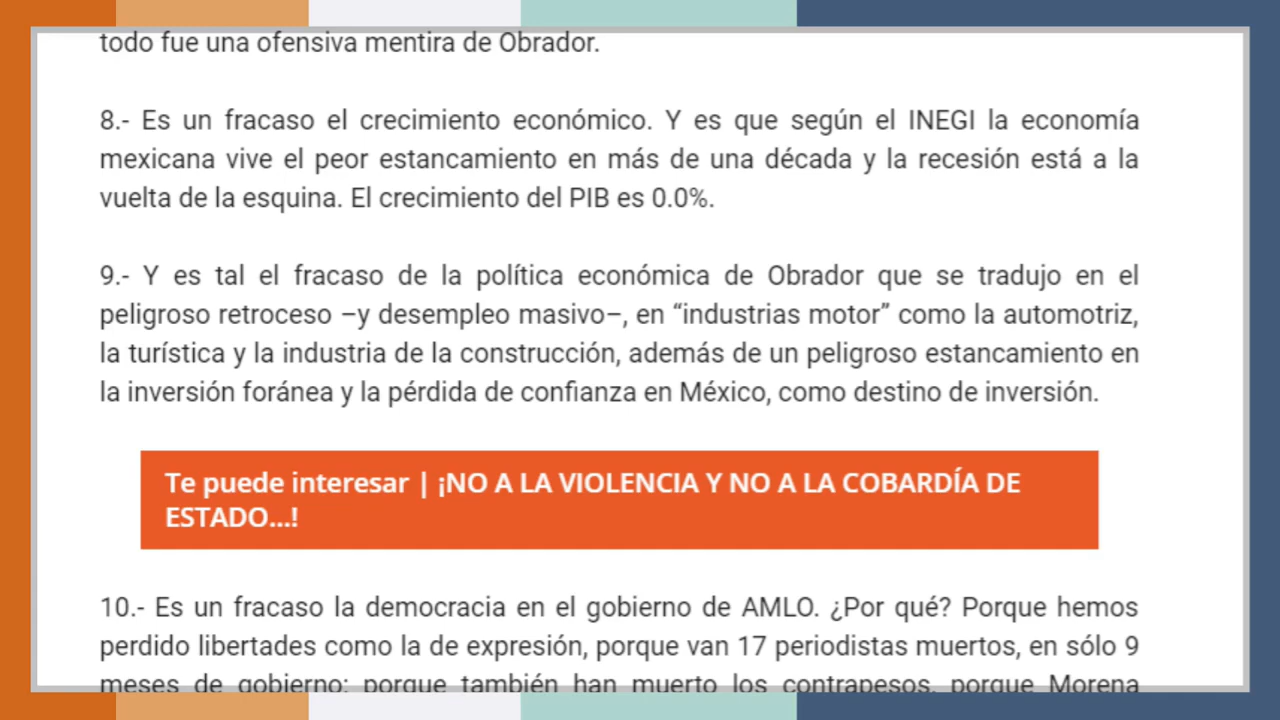 todo fue una ofensiva mentira de Obrador.
8.- Es un fracaso el crecimiento económico. Y es que según el INEGI la economía
mexicana vive el peor estancamiento en más de una década y la recesión está a la
vuelta de la esquina. El crecimiento del PIB es 0.0%.
9.- Y es tal el fracaso de la política económica de Obrador que se tradujo en el
peligroso retroceso –y desempleo masivo–, en “industrias motor” como la automotriz,
la turística y la industria de la construcción, además de un peligroso estancamiento en
la inversión foránea y la pérdida de confianza en México, como destino de inversión.
Te puede interesar | ¡NO A LA VIOLENCIA Y NO A LA COBARDÍA DE
ESTADO...!
10.- Es un fracaso la democracia en el gobierno de AMLO. ¿Por qué? Porque hemos
perdido libertades como la de expresión, porque van 17 periodistas muertos, en sólo 9
meses de gobierno; porque también han muerto los contrapesos, porque Morena